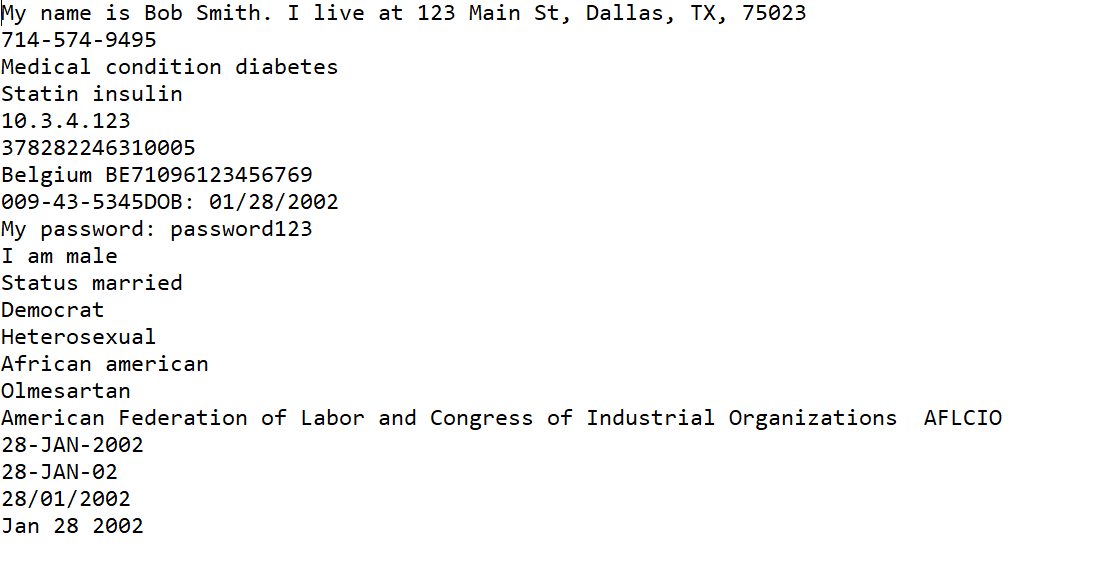 My name is Bob Smith. I live at 123 Main St, Dallas, TX, 75023
714-574-9495
Medical condition diabetes
Statin insulin
10.3.4.123
378282246310005
Belgium BE71096123456769
009-43-5345DOB: 01/28/2002
My password: password123
I am male
Status married
Democrat
Heterosexual
African american
Olmesartan
American Federation of Labor and Congress of Industrial Organizations  AFLCIO
28-JAN-2002
28-JAN-02
28/01/2002
Jan 28 2002